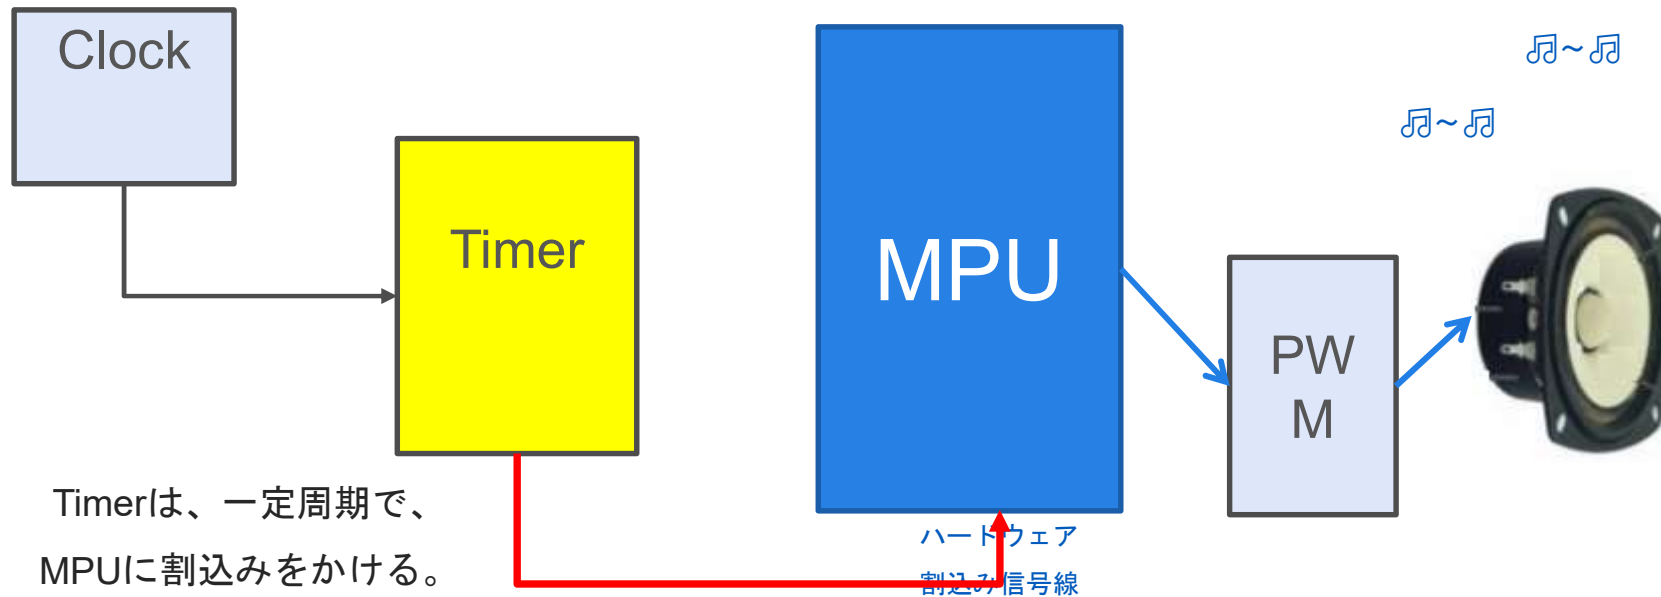 Clock
Timer
MPU
PW
M
♫～♫
♫～♫
Timerは、一定周期で、
MPUに割込みをかける。
ハードウェア
割込み信号線